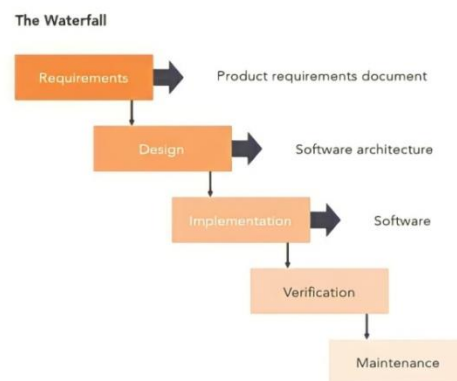 The Waterfall
Requirements
Product requirements document
Design
Software architecture
Implementation
Software
Verification
Maintenance